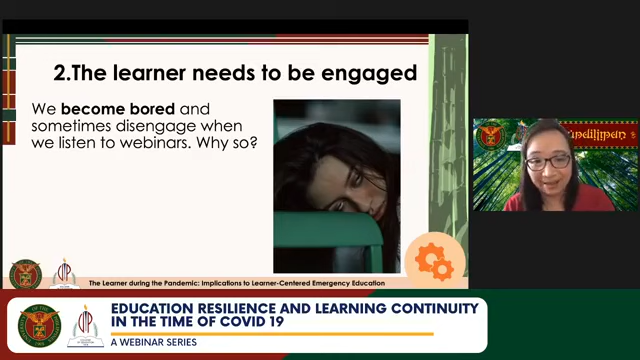 2.The learner needs to be engaged
We become bored and
sometimes disengage when
we listen to webinars. Why so?
The Learner during the Pandemic: Implications to Learner-Centered Emergency Education
EDUCATION RESILIENCE AND LEARNING CONTINUITY
IN THE TIME OF COVID 19
A WEBINAR SERIES